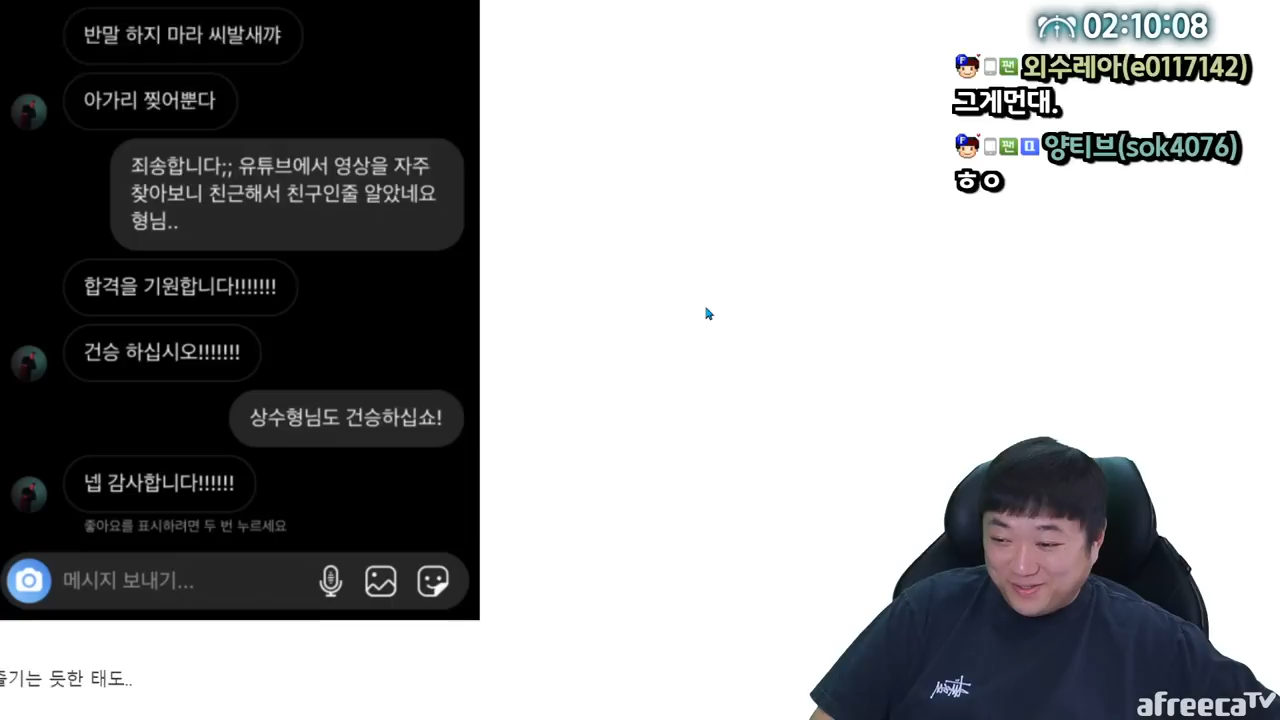 반말 하지 마라 씨발새꺄
아가리 찢어뿐다
죄송합니다;; 유튜브에서 영상을 자주
찾아보니 친근해서 친구인줄 알았네요
형님..
합격을 기원합니다!!!!!!!
건승 하십시오!!!!!!!
상수형님도 건승하십쇼!
넵 감사합니다!!!!!!
좋아요를 표시하려면 두 번 누르세요
메시지 보내기...
즐기는 듯한 태도..
02:10:08
F 팬 외수레아(e0117142)
그게먼대.
F 팬 양티브(sok4076)
ㅎㅇ
afreecaTV